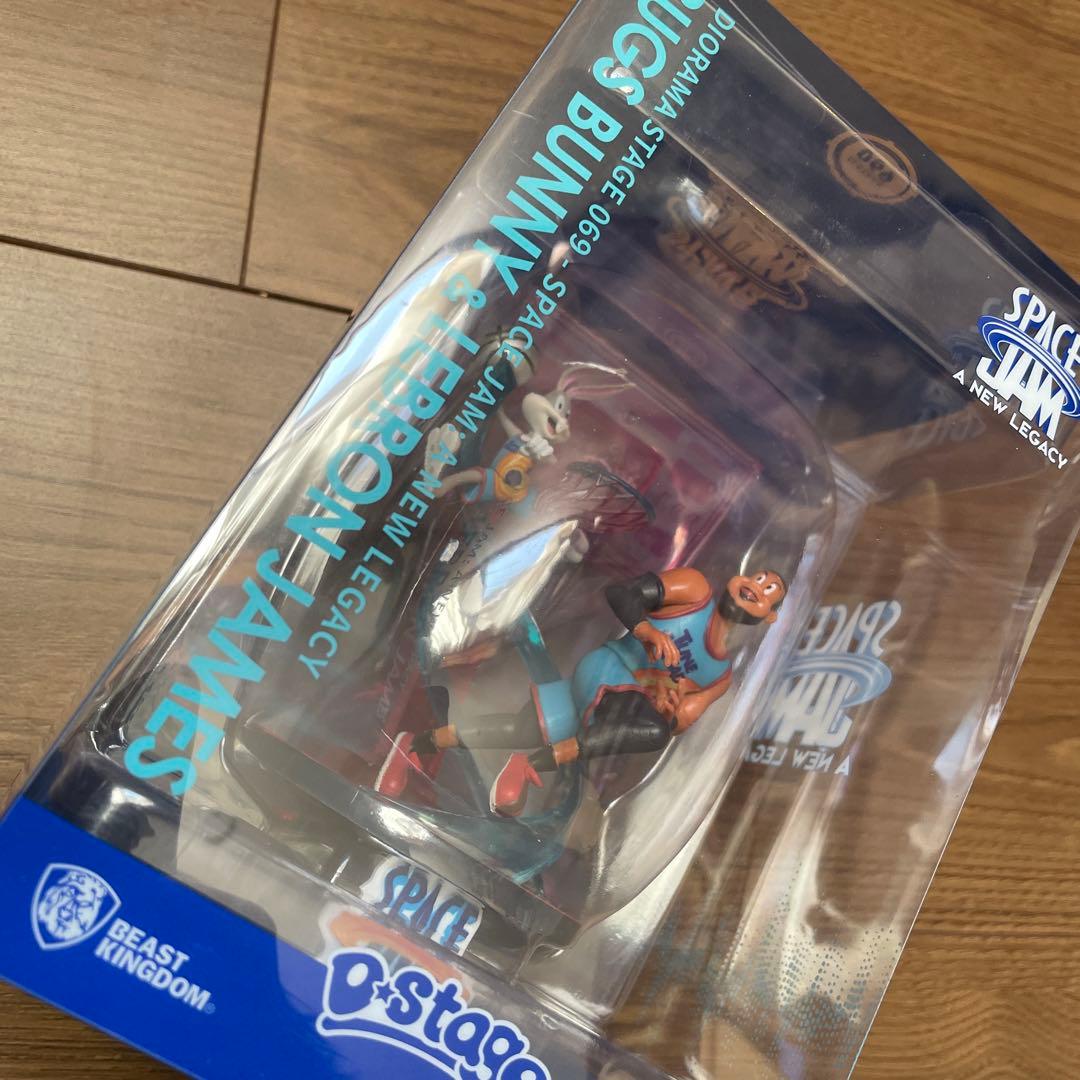 DIORAMA STAGE 069 - SPACE JAM: A NEW LEGACY
BUGS BUNNY & LEBRON JAMES
SPACE
JAM
A NEW LEGACY
TUNE
SPACE
JAM
A NEW LEGACY
SPACE
BEAST
KINGDOM
D★Stage